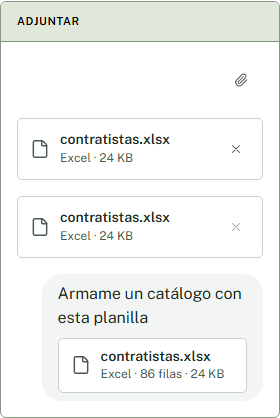 ADJUNTAR
contratistas.xlsx
Excel · 24 KB
contratistas.xlsx
Excel · 24 KB
Armame un catálogo con
esta planilla
contratistas.xlsx
Excel · 86 filas · 24 KB